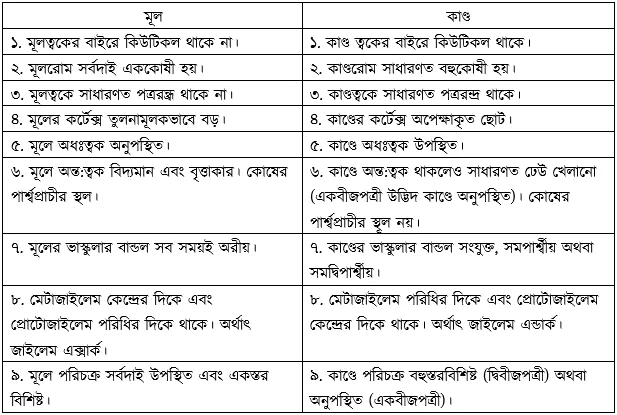 মূল
কাণ্ড
১. মূলত্বকের বাইরে কিউটিকল থাকে না।
১. কাণ্ড ত্বকের বাইরে কিউটিকল থাকে।
২. মূলরোম সর্বদাই এককোষী হয়।
২. কাণ্ডরোম সাধারণত বহুকোষী হয়।
৩. মূলত্বকে সাধারণত পত্ররন্ধ্র থাকে না।
৩. কাণ্ডত্বকে সাধারণত পত্ররন্দ্র থাকে।
৪. মূলের কর্টেক্স তুলনামূলকভাবে বড়।
৪. কাণ্ডের কর্টেক্স অপেক্ষাকৃত ছোট।
৫. মূলে অধঃত্বক অনুপস্থিত।
৫. কাণ্ডে অধঃত্বক উপস্থিত।
৬. মূলে অন্ত:ত্বক বিদ্যমান এবং বৃত্তাকার। কোষের
পার্শ্বপ্রাচীর স্থূল।
৬. কাণ্ডে অন্ত:ত্বক থাকলেও সাধারণত ঢেউ খেলানো
(একবীজপত্রী উদ্ভিদ কাণ্ডে অনুপস্থিত)। কোষের
পার্শ্বপ্রাচীর স্থূল নয়।
৭. মূলের ভাস্কুলার বান্ডল সব সময়ই অরীয়।
৭. কাণ্ডের ভাস্কুলার বান্ডল সংযুক্ত, সমপার্শ্বীয় অথবা
সমদ্বিপার্শ্বীয়।
৮. মেটাজাইলেম কেন্দ্রের দিকে এবং
প্রোটোজাইলেম পরিধির দিকে থাকে। অর্থাৎ
জাইলেম এক্সার্ক।
৮. মেটাজাইলেম পরিধির দিকে এবং প্রোটোজাইলেম
কেন্দ্রের দিকে থাকে। অর্থাৎ জাইলেম এন্ডার্ক।
৯. মূলে পরিচক্র সর্বদাই উপস্থিত এবং একস্তর
বিশিষ্ট।
৯. কাণ্ডে পরিচক্র বহুস্তরবিশিষ্ট (দ্বিবীজপত্রী) অথবা
অনুপস্থিত (একবীজপত্রী)।